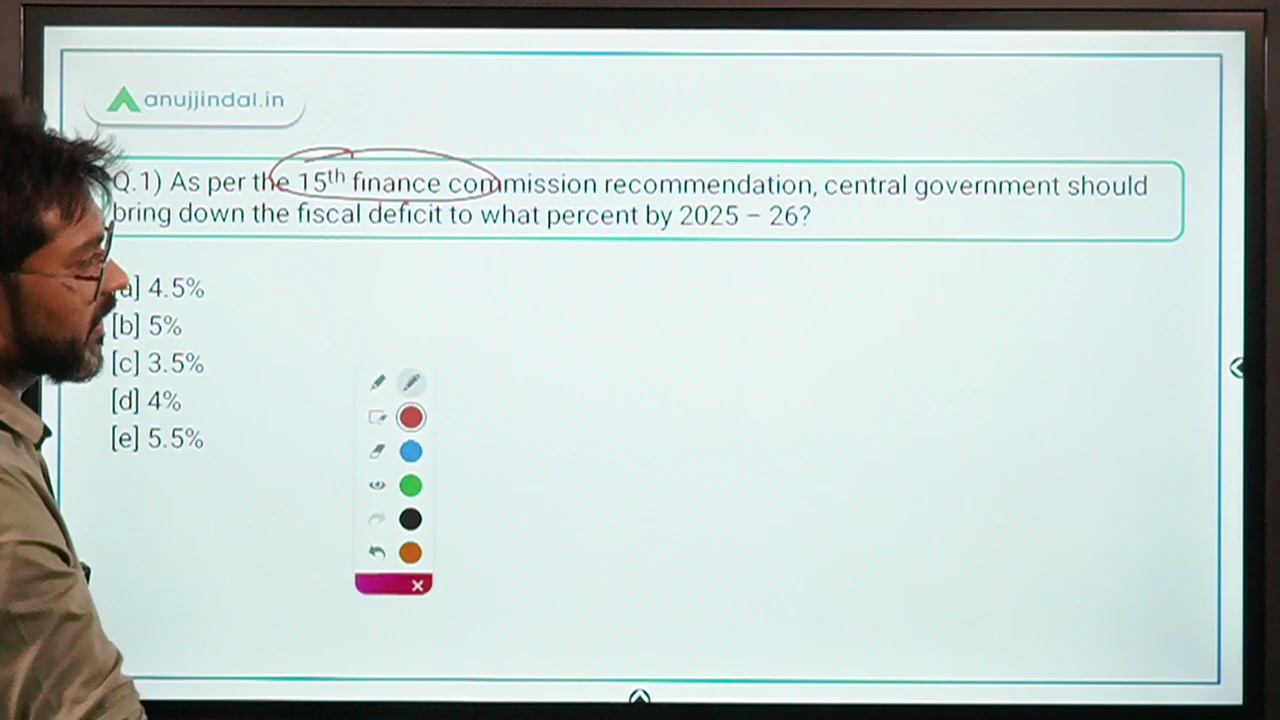 anujjindal.in
Q.1) As per the 15th finance commission recommendation, central government should
bring down the fiscal deficit to what percent by 2025 – 26?
[a] 4.5%
[b] 5%
[c] 3.5%
[d] 4%
[e] 5.5%